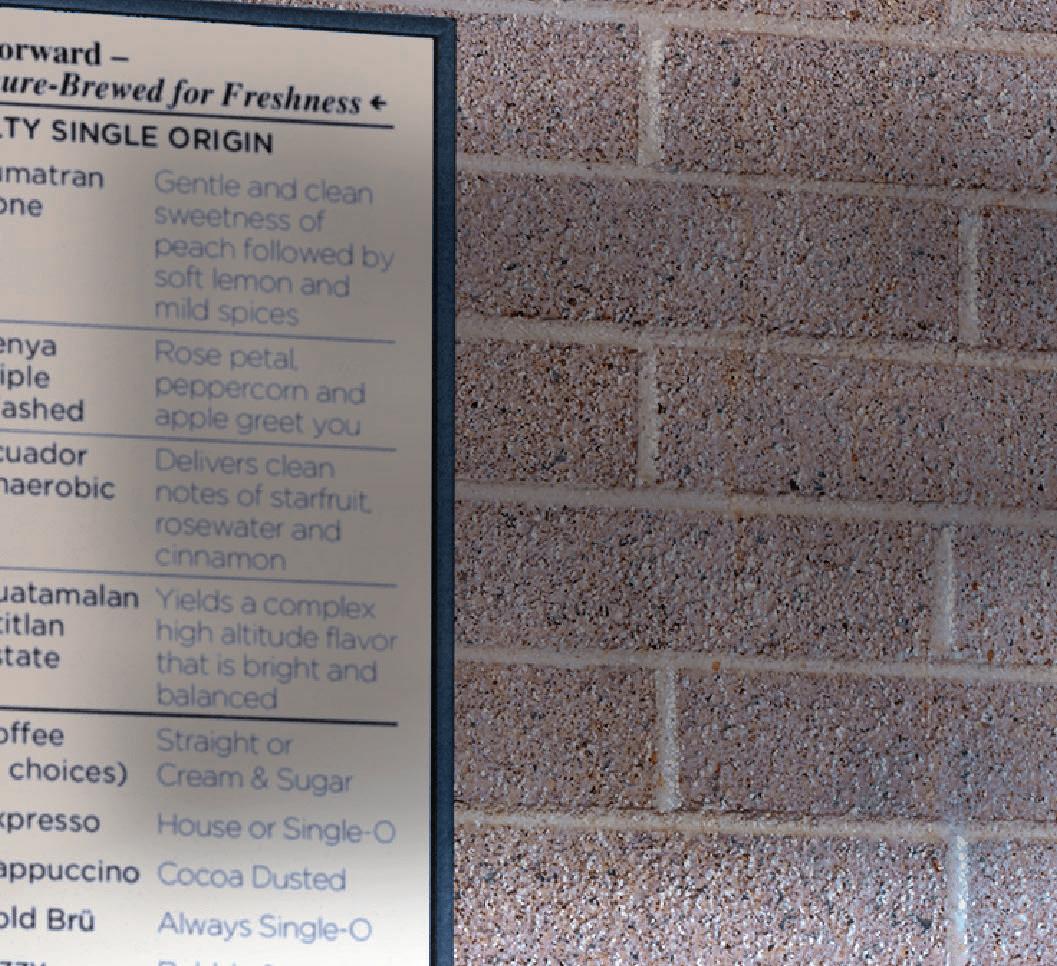 orward –
ure-Brewed for Freshness ←
LTY SINGLE ORIGIN
umatran Gentle and clean
one sweetness of
peach followed by
soft lemon and
mild spices
enya Rose petal,
iple peppercorn and
ashed apple greet you
cuador Delivers clean
naerobic notes of starfruit,
rosewater and
cinnamon
uatamalan Yields a complex
titlan high altitude flavor
state that is bright and
balanced
offee Straight or
choices) Cream & Sugar
xpresso House or Single-O
appuccino Cocoa Dusted
old Brü Always Single-O